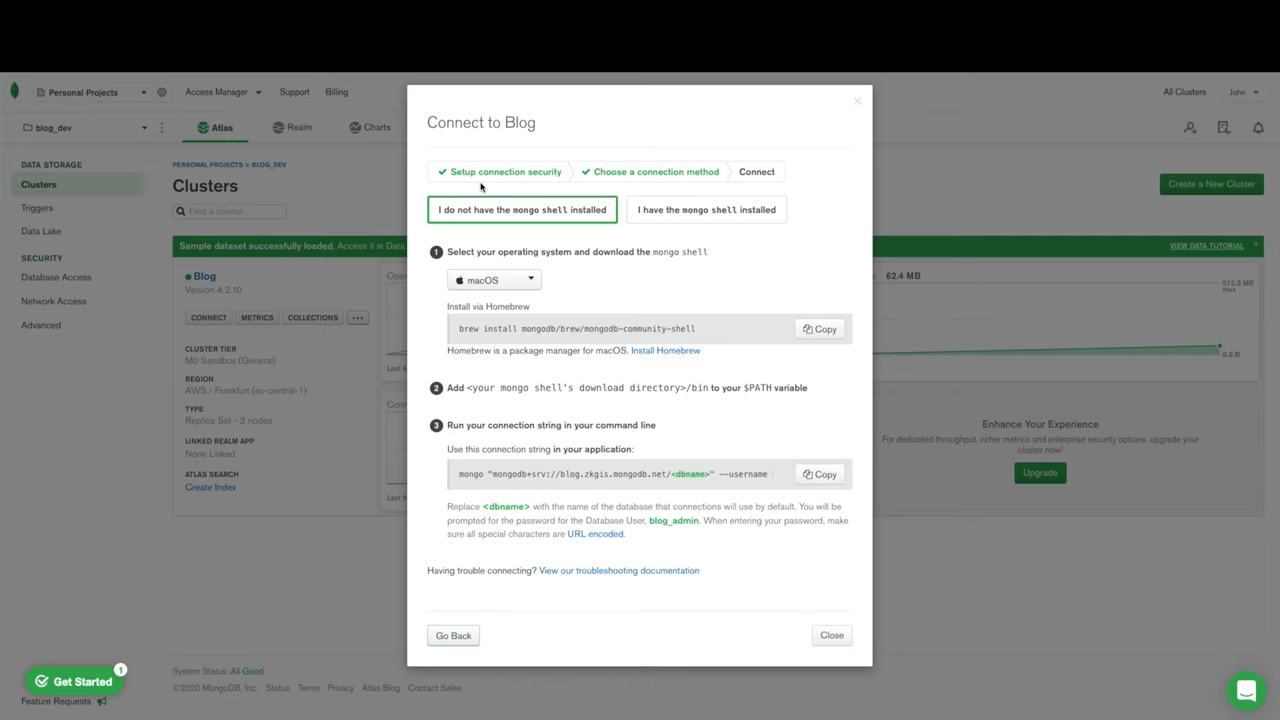 Personal Projects
Access Manager
Support
Billing
All Clusters
John
blog_dev
Atlas
Realm
Charts
DATA STORAGE
Clusters
Triggers
Data Lake
SECURITY
Database Access
Network Access
Advanced
PERSONAL PROJECTS > BLOG_DEV
Clusters
Find a cluster...
Create a New Cluster
Sample dataset successfully loaded. Access it in Data
VIEW DATA TUTORIAL
Blog
Version 4.2.10
CONNECT
METRICS
COLLECTIONS
...
CLUSTER TIER
M0 Sandbox (General)
REGION
AWS / Frankfurt (eu-central-1)
TYPE
Replica Set - 3 nodes
LINKED REALM APP
None Linked
ATLAS SEARCH
Create Index
62.4 MB
512.0 MB
max
0.0 B
Enhance Your Experience
For dedicated throughput, richer metrics and enterprise security options, upgrade your
cluster now!
Upgrade
Connect to Blog
Setup connection security
Choose a connection method
Connect
I do not have the mongo shell installed
I have the mongo shell installed
1 Select your operating system and download the mongo shell
macOS
Install via Homebrew
brew install mongodb/brew/mongodb-community-shell
Copy
Homebrew is a package manager for macOS. Install Homebrew
2 Add <your mongo shell's download directory>/bin to your $PATH variable
3 Run your connection string in your command line
Use this connection string in your application:
mongo "mongodb+srv://blog.zkgis.mongodb.net/<dbname>" --username
Copy
Replace <dbname> with the name of the database that connections will use by default. You will be
prompted for the password for the Database User, blog_admin. When entering your password, make
sure all special characters are URL encoded.
Having trouble connecting? View our troubleshooting documentation
Go Back
Close
Get Started
1
Feature Requests
System Status: All Good
©2020 MongoDB, Inc.
Status
Terms
Privacy
Atlas Blog
Contact Sales